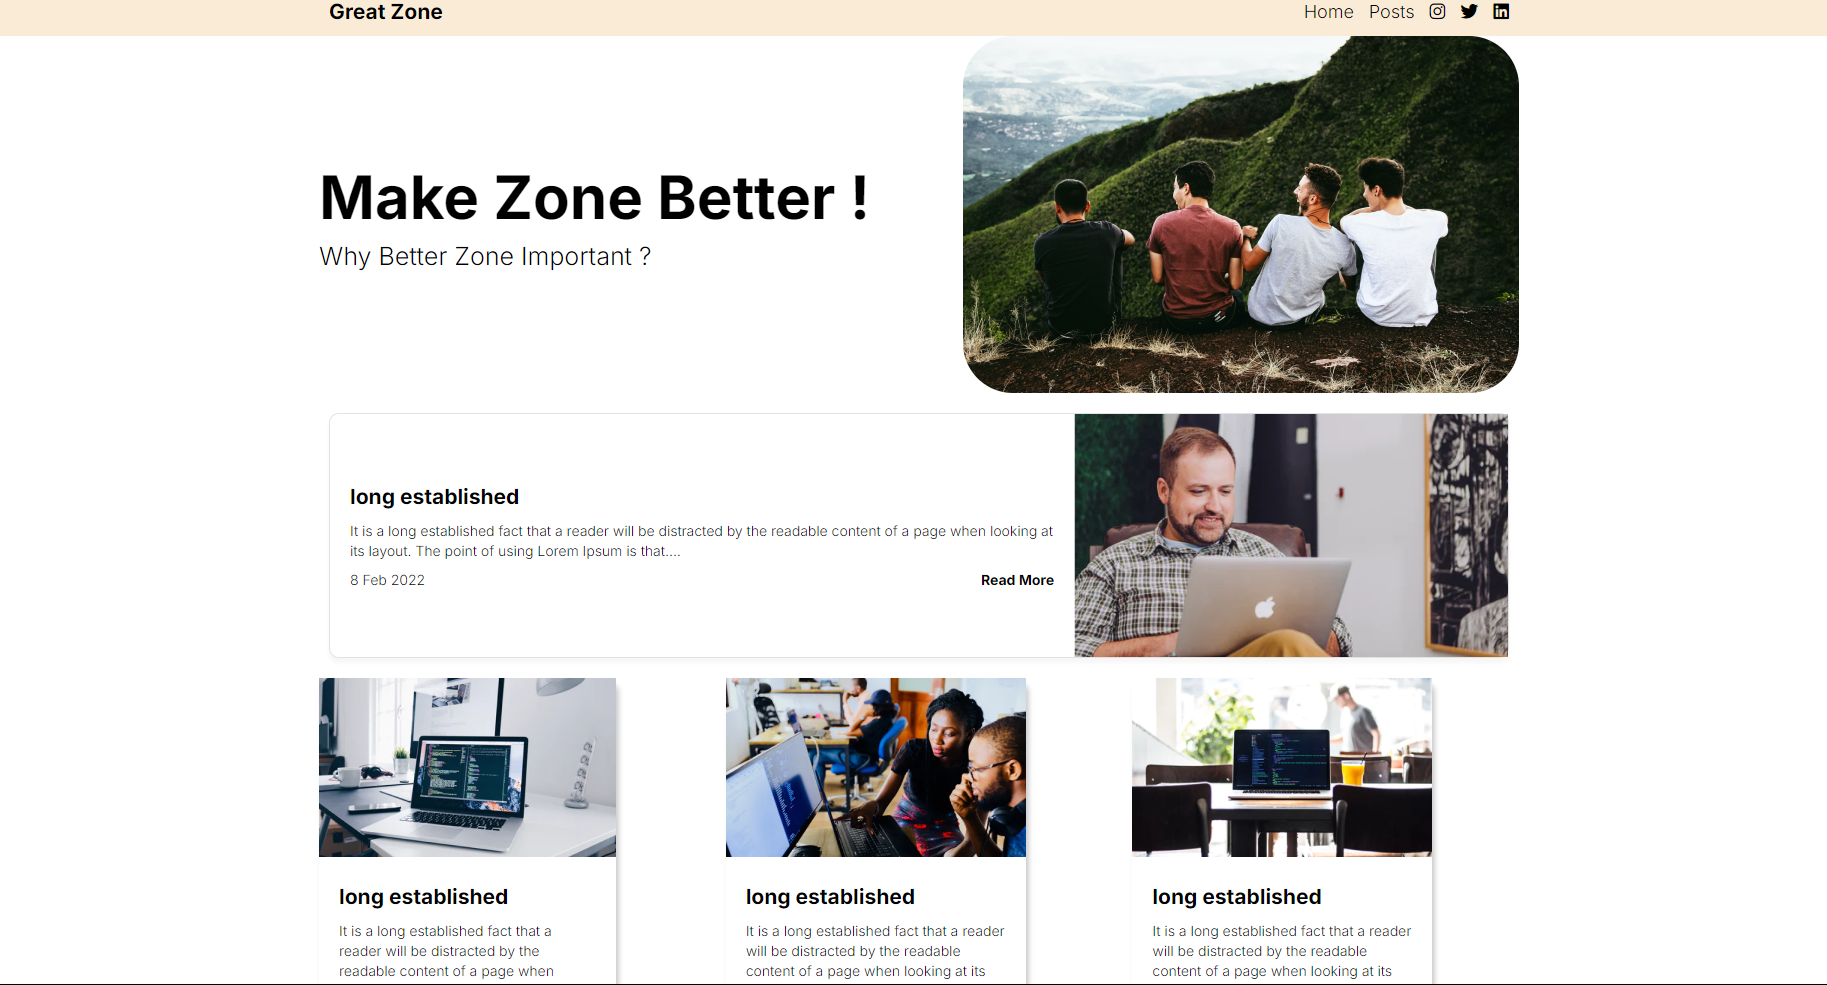 Great Zone
Home Posts
Make Zone Better !
Why Better Zone Important ?
long established
It is a long established fact that a reader will be distracted by the readable content of a page when looking at
its layout. The point of using Lorem Ipsum is that....
8 Feb 2022 Read More
long established
It is a long established fact that a
reader will be distracted by the
readable content of a page when
long established
It is a long established fact that a reader
will be distracted by the readable
content of a page when looking at its
long established
It is a long established fact that a reader
will be distracted by the readable
content of a page when looking at its